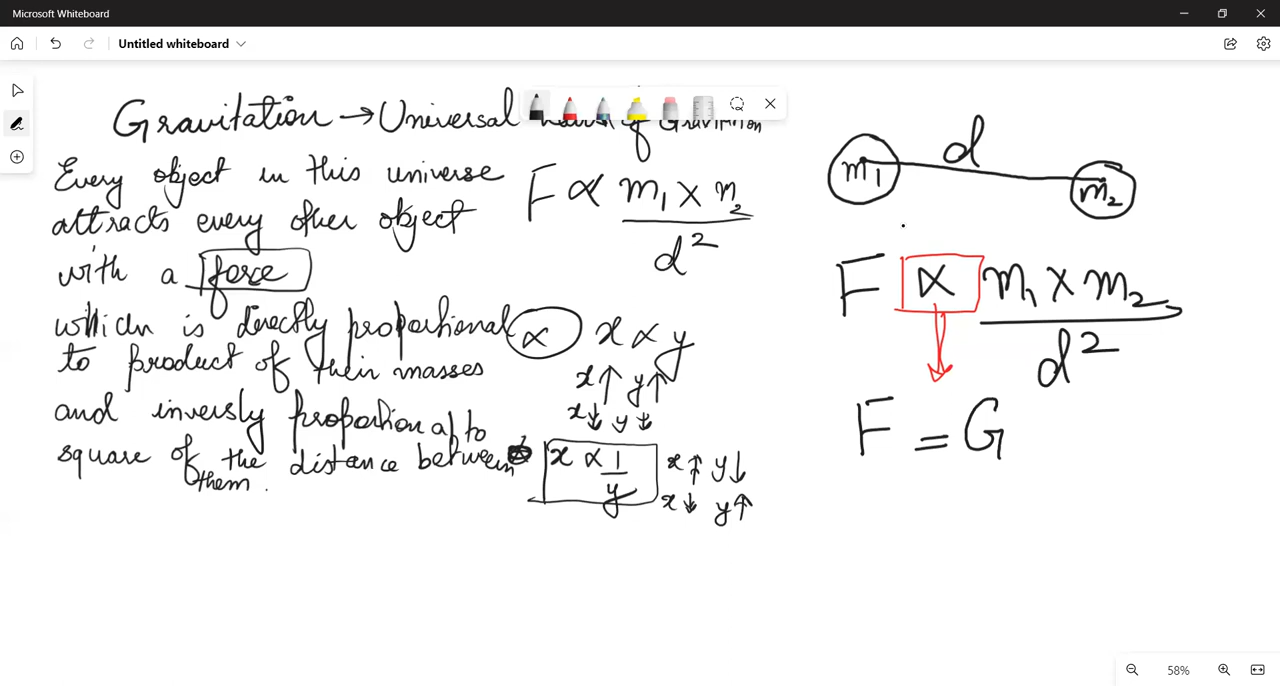 Microsoft Whiteboard
Untitled whiteboard
Gravitation → Universal of Gravitation
Every object in this universe
attracts every other object
with a force
which is directly proportional
to product of their masses
and inversly proportional to
square of the distance between
them.
F ∝ m₁ × m₂
d²
∝ x ∝ y
x↑ y↑
x↓ y↓
x ∝ 1
y
x↑ y↓
x↓ y↑
m₁ d m₂
F ∝ m₁ × m₂
d²
F = G
58%